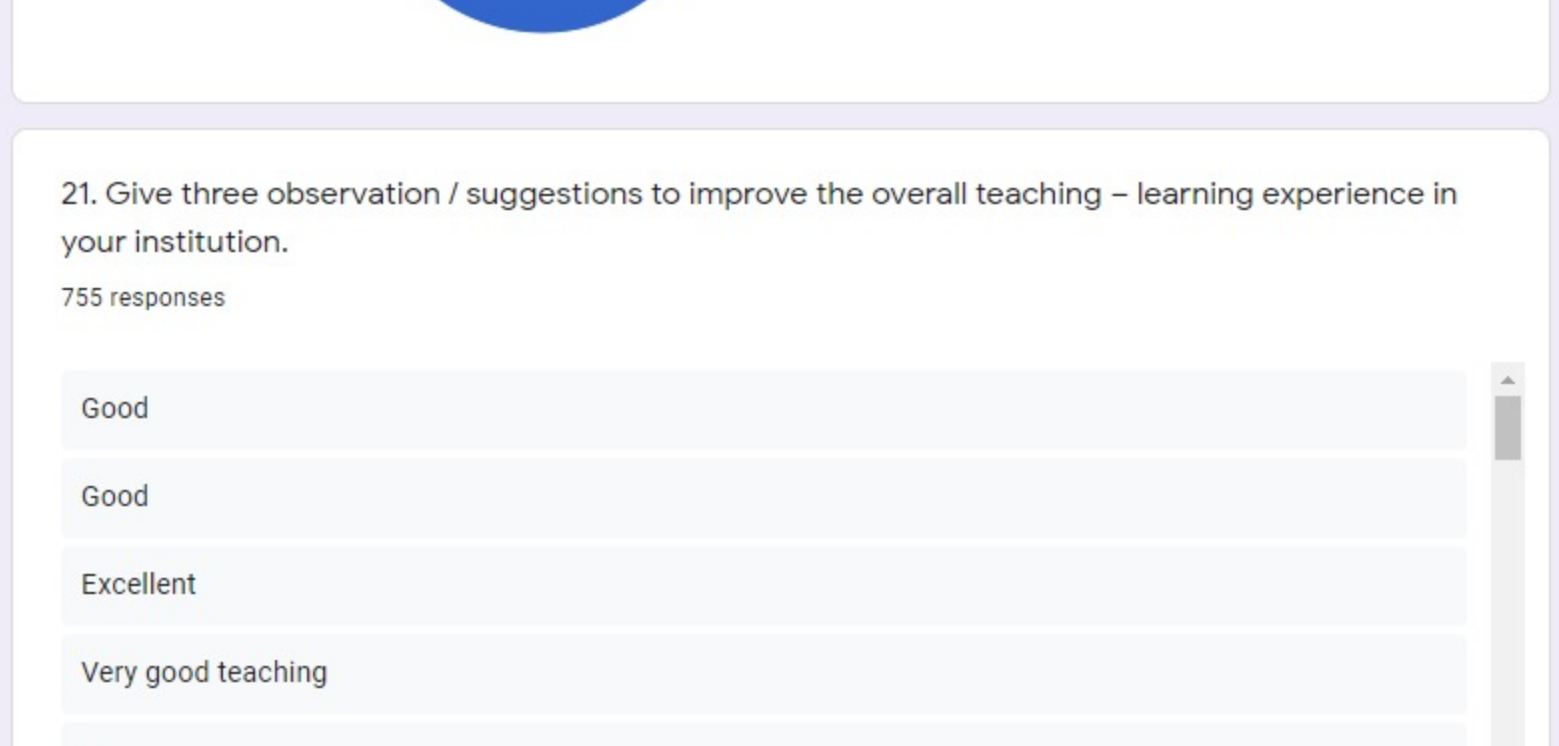 21. Give three observation / suggestions to improve the overall teaching – learning experience in
your institution.
755 responses
Good
Good
Excellent
Very good teaching